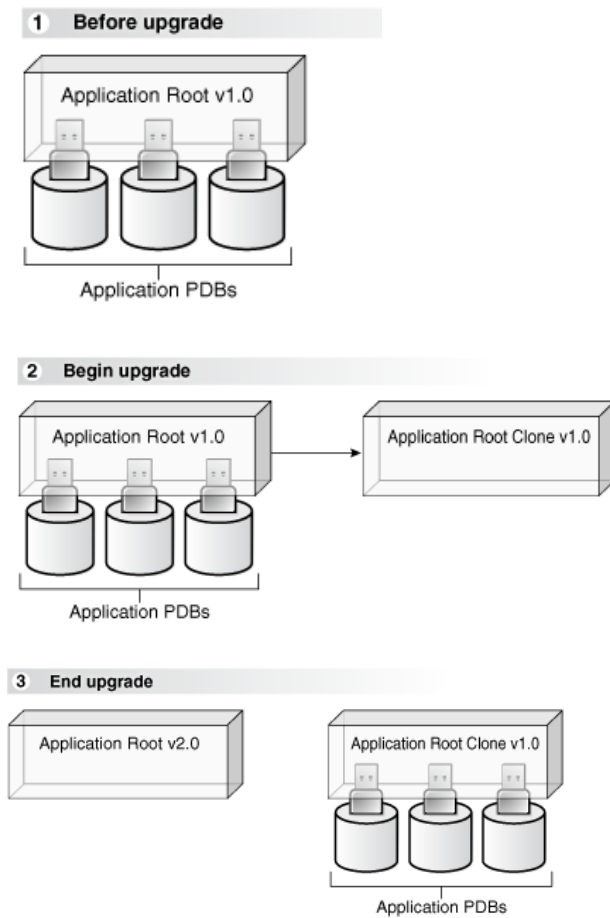 1 Before upgrade
Application Root v1.0
Application PDBs
2 Begin upgrade
Application Root v1.0
Application Root Clone v1.0
Application PDBs
3 End upgrade
Application Root v2.0
Application Root Clone v1.0
Application PDBs